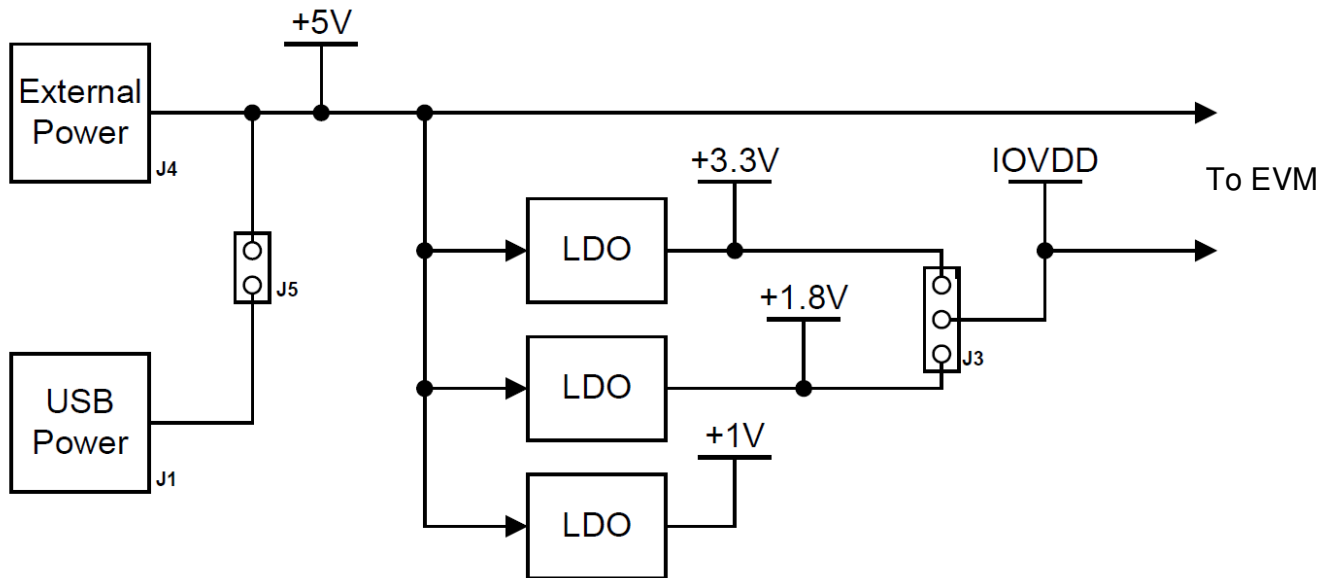 +5V
External
Power
J4
+3.3V
IOVDD
To EVM
LDO
J5
+1.8V
J3
USB
Power
J1
LDO
+1V
LDO